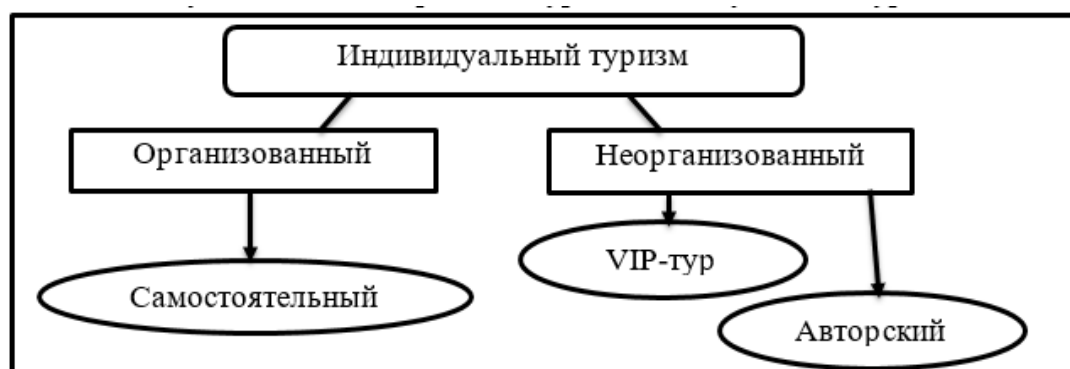 Индивидуальный туризм
Организованный
Неорганизованный
VIP-тур
Самостоятельный
Авторский